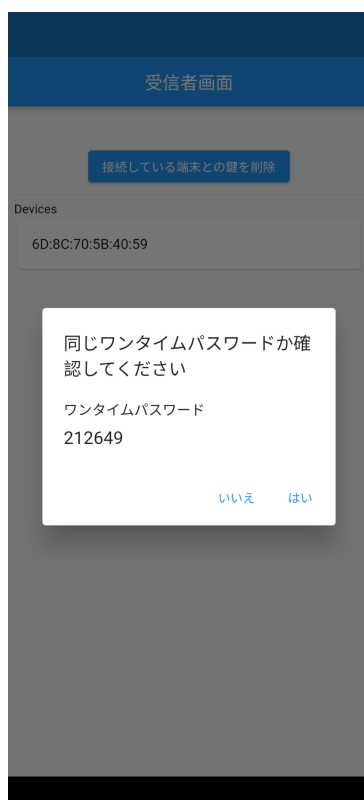 受信者画面
接続している端末との鍵を削除
Devices
6D:8C:70:5B:40:59
同じワンタイムパスワードか確
認してください
ワンタイムパスワード
212649
いいえ はい